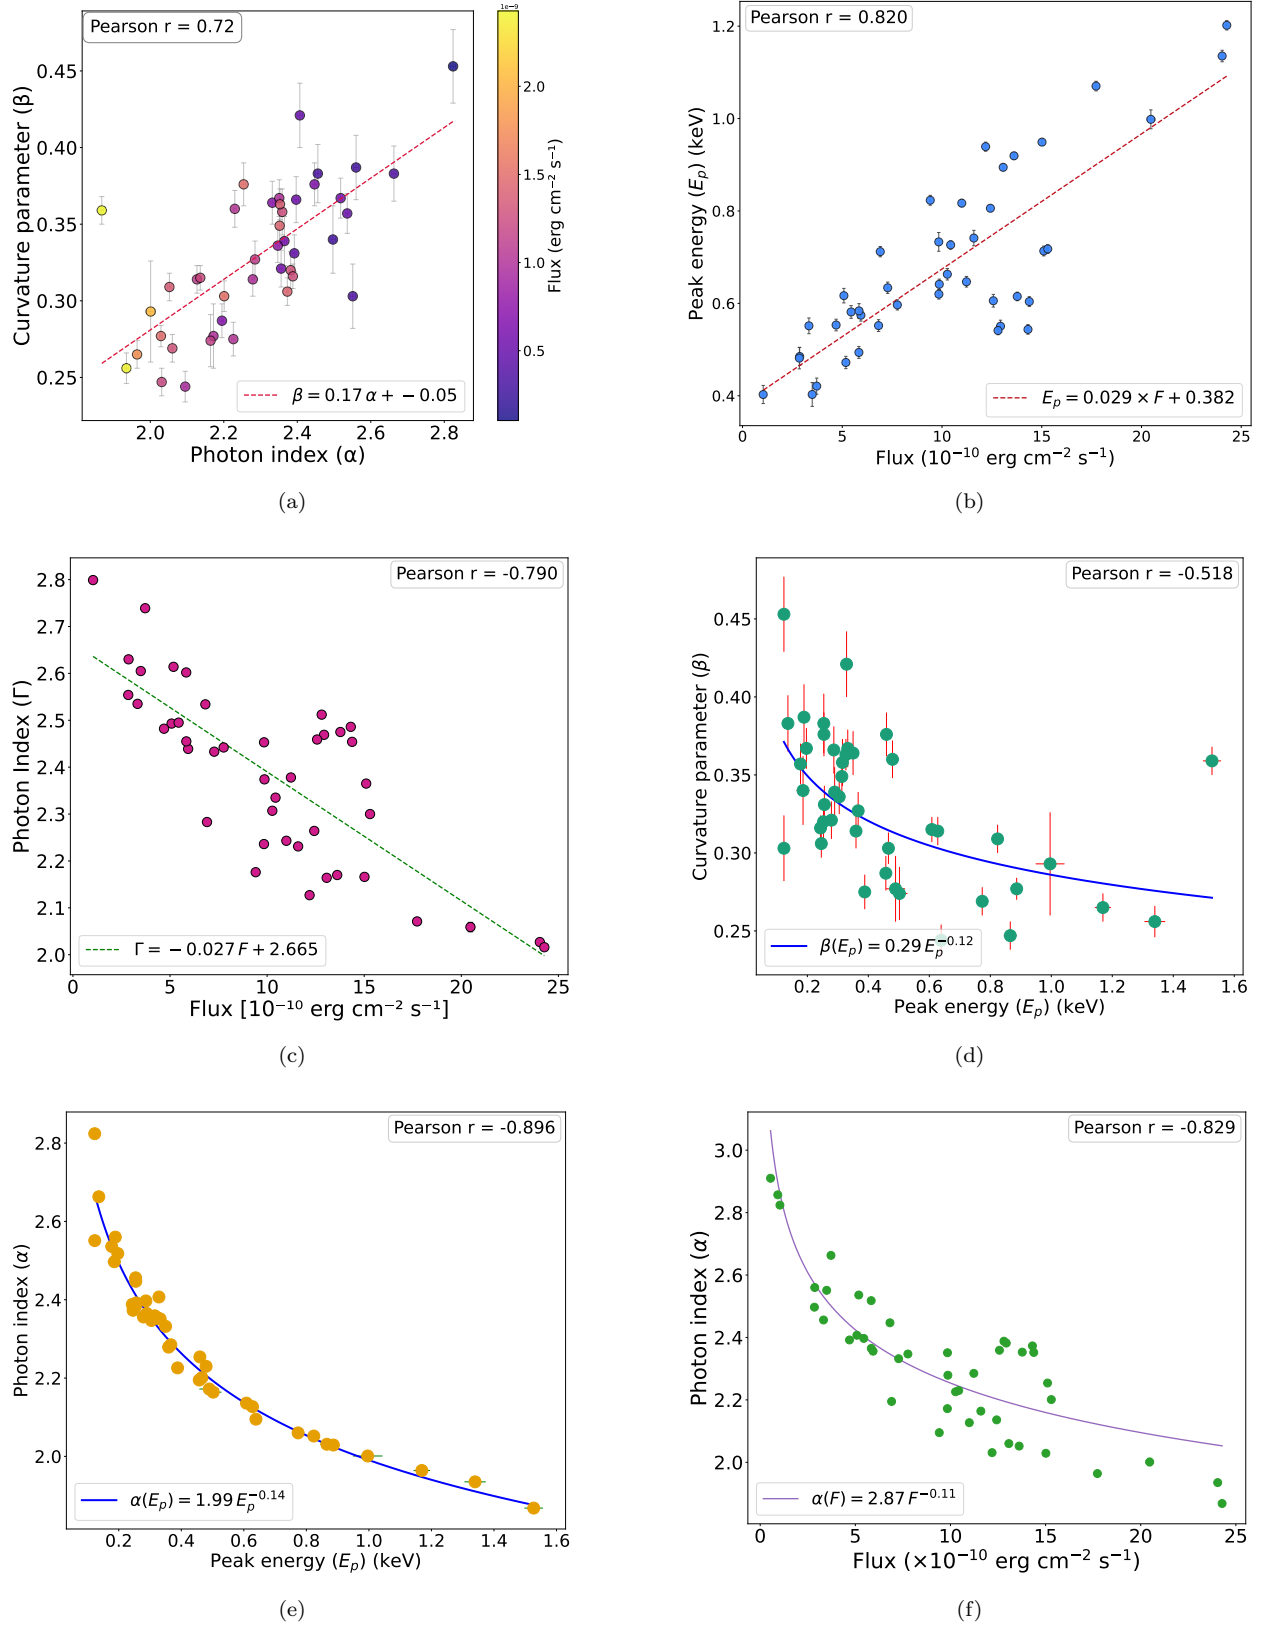 Pearson r = 0.72
Curvature parameter (β)
0.45
0.40
0.35
0.30
0.25
2.0
2.2
2.4
2.6
2.8
Photon index (α)
β = 0.17 α + − 0.05
1e−9
2.0
1.5
1.0
0.5
Flux (erg cm⁻² s⁻¹)
(a)
Pearson r = 0.820
Peak energy (Eₚ) (keV)
1.2
1.0
0.8
0.6
0.4
0
5
10
15
20
25
Flux (10⁻¹⁰ erg cm⁻² s⁻¹)
Eₚ = 0.029 × F + 0.382
(b)
Pearson r = -0.790
Photon Index (Γ)
2.8
2.7
2.6
2.5
2.4
2.3
2.2
2.1
2.0
0
5
10
15
20
25
Flux [10⁻¹⁰ erg cm⁻² s⁻¹]
Γ = − 0.027 F + 2.665
(c)
Pearson r = -0.518
Curvature parameter (β)
0.45
0.40
0.35
0.30
0.25
0.2
0.4
0.6
0.8
1.0
1.2
1.4
1.6
Peak energy (Eₚ) (keV)
β(Eₚ) = 0.29 Eₚ^−0.12
(d)
Pearson r = -0.896
Photon index (α)
2.8
2.6
2.4
2.2
2.0
0.2
0.4
0.6
0.8
1.0
1.2
1.4
1.6
Peak energy (Eₚ) (keV)
α(Eₚ) = 1.99 Eₚ^−0.14
(e)
Pearson r = -0.829
Photon index (α)
3.0
2.8
2.6
2.4
2.2
2.0
0
5
10
15
20
25
Flux (×10⁻¹⁰ erg cm⁻² s⁻¹)
α(F) = 2.87 F^−0.11
(f)